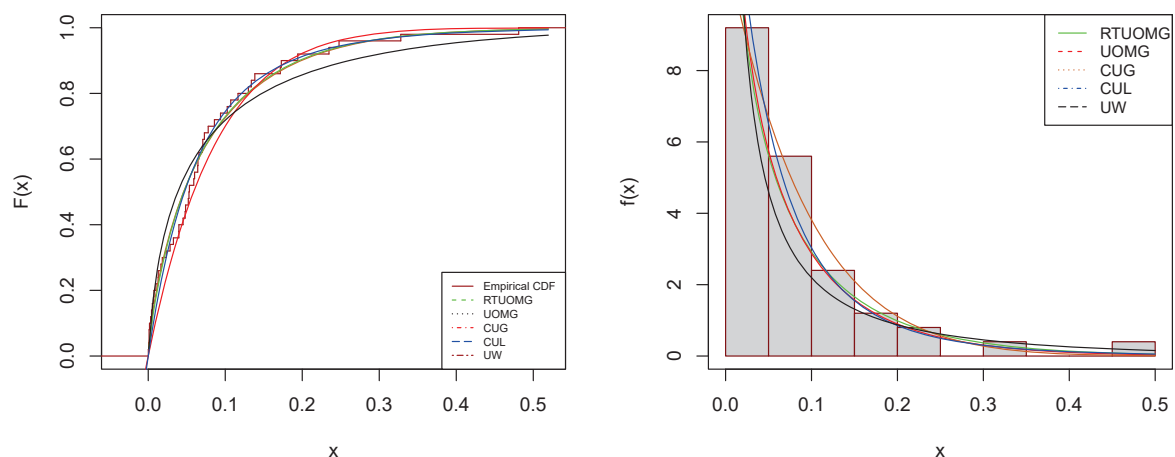 F(x)
1.0
0.8
0.6
0.4
0.2
0.0
Empirical CDF
RTUOMG
UOMG
CUG
CUL
UW
0.0 0.1 0.2 0.3 0.4 0.5
x
f(x)
8
6
4
2
0
RTUOMG
UOMG
CUG
CUL
UW
0.0 0.1 0.2 0.3 0.4 0.5
x